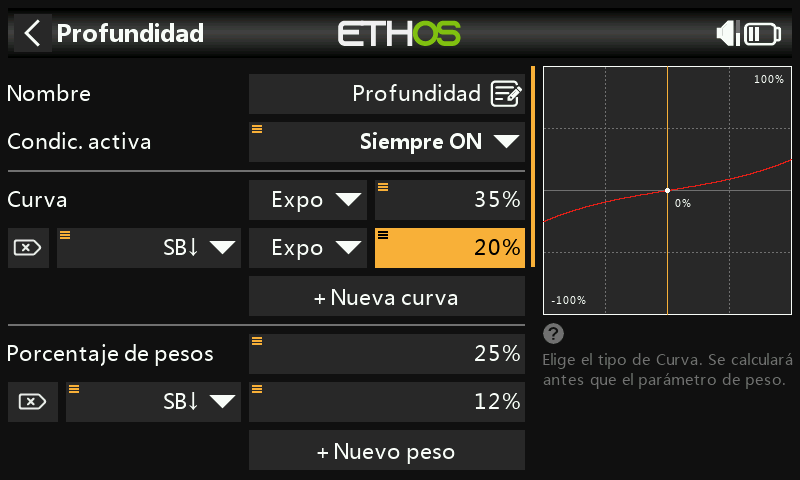 Profundidad
ETHOS
Nombre
Profundidad
Condic. activa
Siempre ON
Curva
Expo
35%
SB↓
Expo
20%
+ Nueva curva
Porcentaje de pesos
25%
SB↓
12%
+ Nuevo peso
100%
0%
-100%
?
Elige el tipo de Curva. Se calculará
antes que el parámetro de peso.